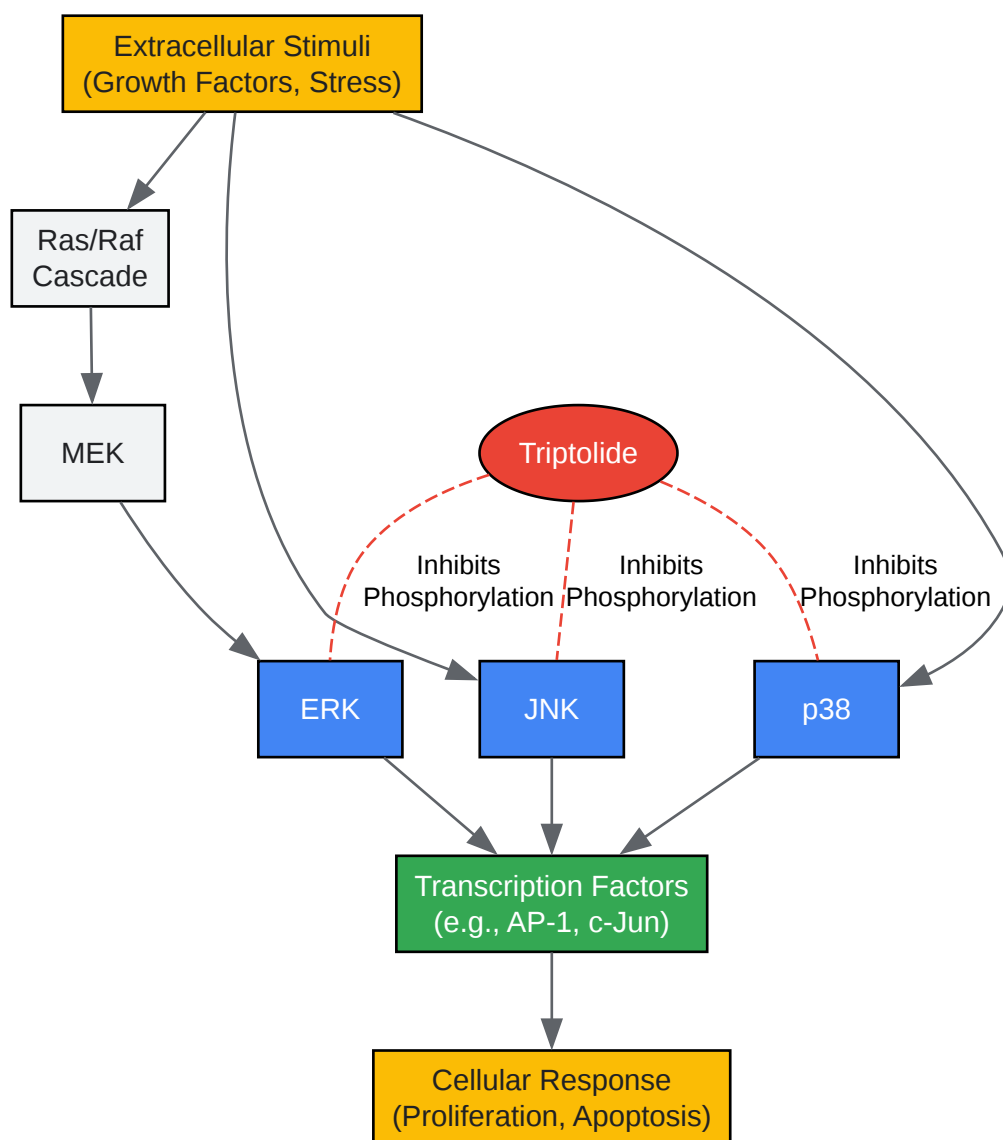 Extracellular Stimuli
(Growth Factors, Stress)
Ras/Raf
Cascade
MEK
Triptolide
Inhibits
Phosphorylation
Inhibits
Phosphorylation
Inhibits
Phosphorylation
ERK
JNK
p38
Transcription Factors
(e.g., AP-1, c-Jun)
Cellular Response
(Proliferation, Apoptosis)